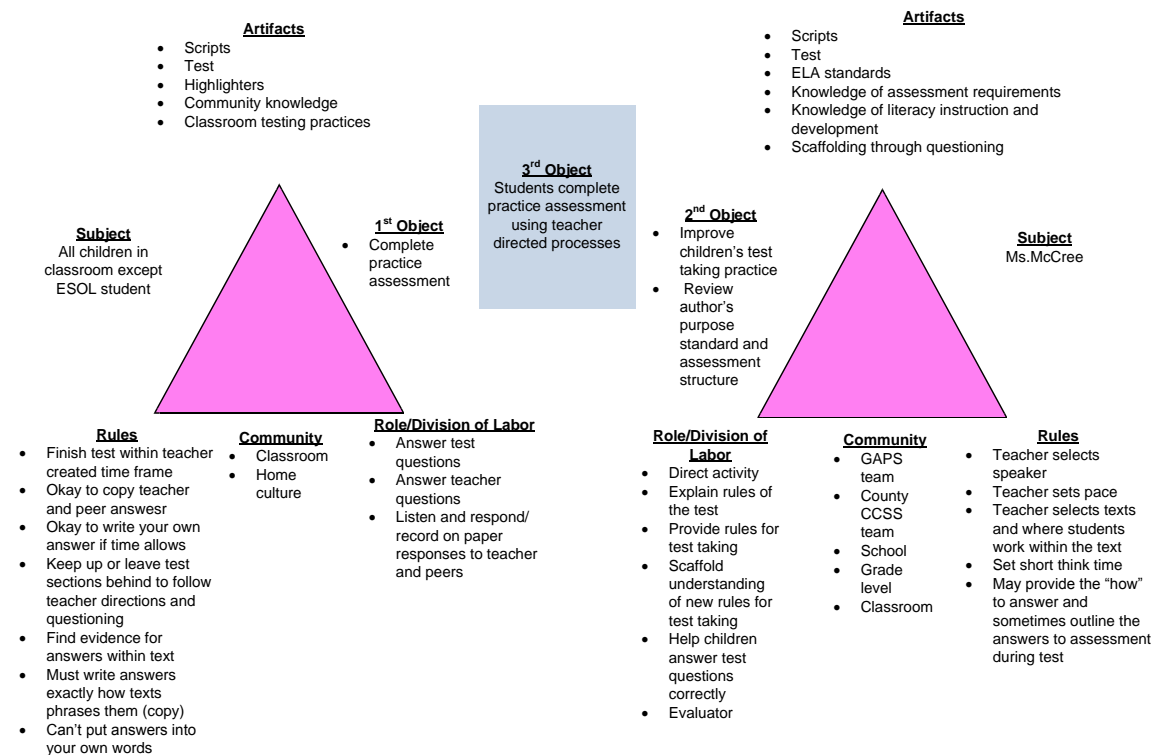 Artifacts
• Scripts
• Test
• Highlighters
• Community knowledge
• Classroom testing practices
Subject
All children in
classroom except
ESOL student
1st Object
• Complete
practice
assessment
3rd Object
Students complete
practice assessment
using teacher
directed processes
Rules
• Finish test within teacher
created time frame
• Okay to copy teacher
and peer answesr
• Okay to write your own
answer if time allows
• Keep up or leave test
sections behind to follow
teacher directions and
questioning
• Find evidence for
answers within text
• Must write answers
exactly how texts
phrases them (copy)
• Can't put answers into
your own words
Community
• Classroom
• Home
culture
Role/Division of Labor
• Answer test
questions
• Answer teacher
questions
• Listen and respond/
record on paper
responses to teacher
and peers
Artifacts
• Scripts
• Test
• ELA standards
• Knowledge of assessment requirements
• Knowledge of literacy instruction and
development
• Scaffolding through questioning
2nd Object
• Improve
children's test
taking practice
• Review
author's
purpose
standard and
assessment
structure
Subject
Ms.McCree
Role/Division of
Labor
• Direct activity
• Explain rules of
the test
• Provide rules for
test taking
• Scaffold
understanding
of new rules for
test taking
• Help children
answer test
questions
correctly
• Evaluator
Community
• GAPS
team
• County
CCSS
team
• School
• Grade
level
• Classroom
Rules
• Teacher selects
speaker
• Teacher sets pace
• Teacher selects texts
and where students
work within the text
• Set short think time
• May provide the "how"
to answer and
sometimes outline the
answers to assessment
during test